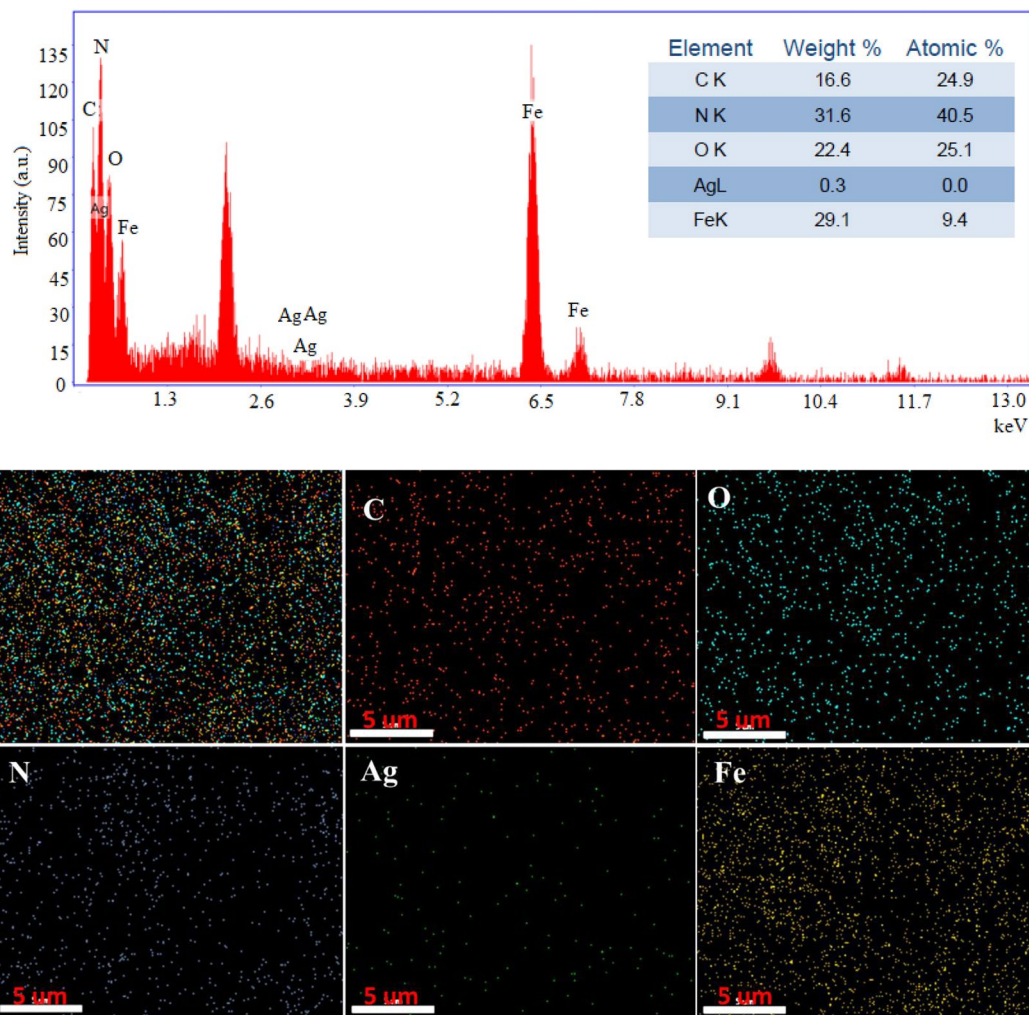 Intensity (a.u.)
135
120
105
90
75
60
45
30
15
0
N
C
O
Ag
Fe
Ag Ag
Ag
Fe
Fe
1.3 2.6 3.9 5.2 6.5 7.8 9.1 10.4 11.7 13.0
keV
Element Weight % Atomic %
C K 16.6 24.9
N K 31.6 40.5
O K 22.4 25.1
AgL 0.3 0.0
FeK 29.1 9.4
C
5 um
O
5 um
N
5 um
Ag
5 um
Fe
5 um